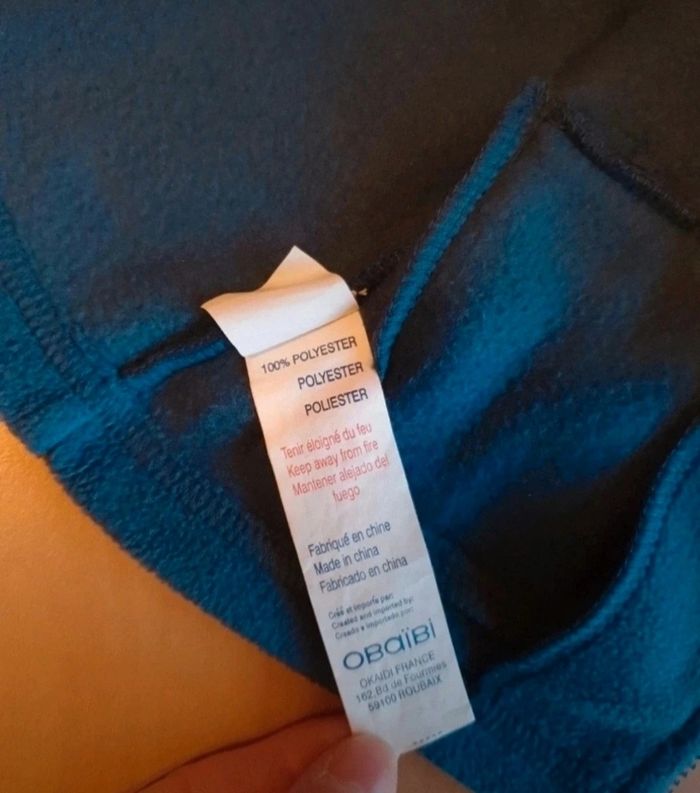 100% POLYESTER
POLYESTER
POLIESTER
Tenir éloigné du feu
Keep away from fire
Mantener alejado del
fuego
Fabriqué en chine
Made in china
Fabricado en china
Créé et importé par:
Created and imported by:
Creado e importado por:
OBaïBi
OKAIDI FRANCE
162,Bd de Fourmies
59100 ROUBAIX